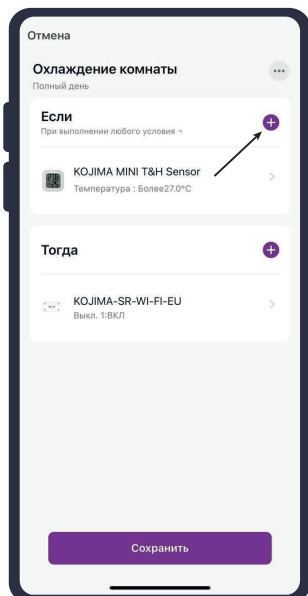 Отмена
Охлаждение комнаты
Полный день
Если
При выполнении любого условия
KOJIMA MINI T&H Sensor
Температура : Более27.0°C
Тогда
KOJIMA-SR-WI-FI-EU
Выкл. 1:ВКЛ
Сохранить